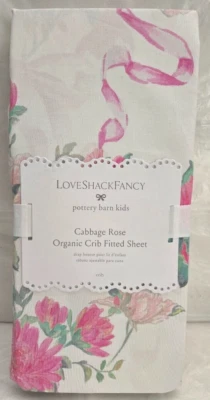 LoveShackFancy
pottery barn kids
Cabbage Rose
Organic Crib Fitted Sheet